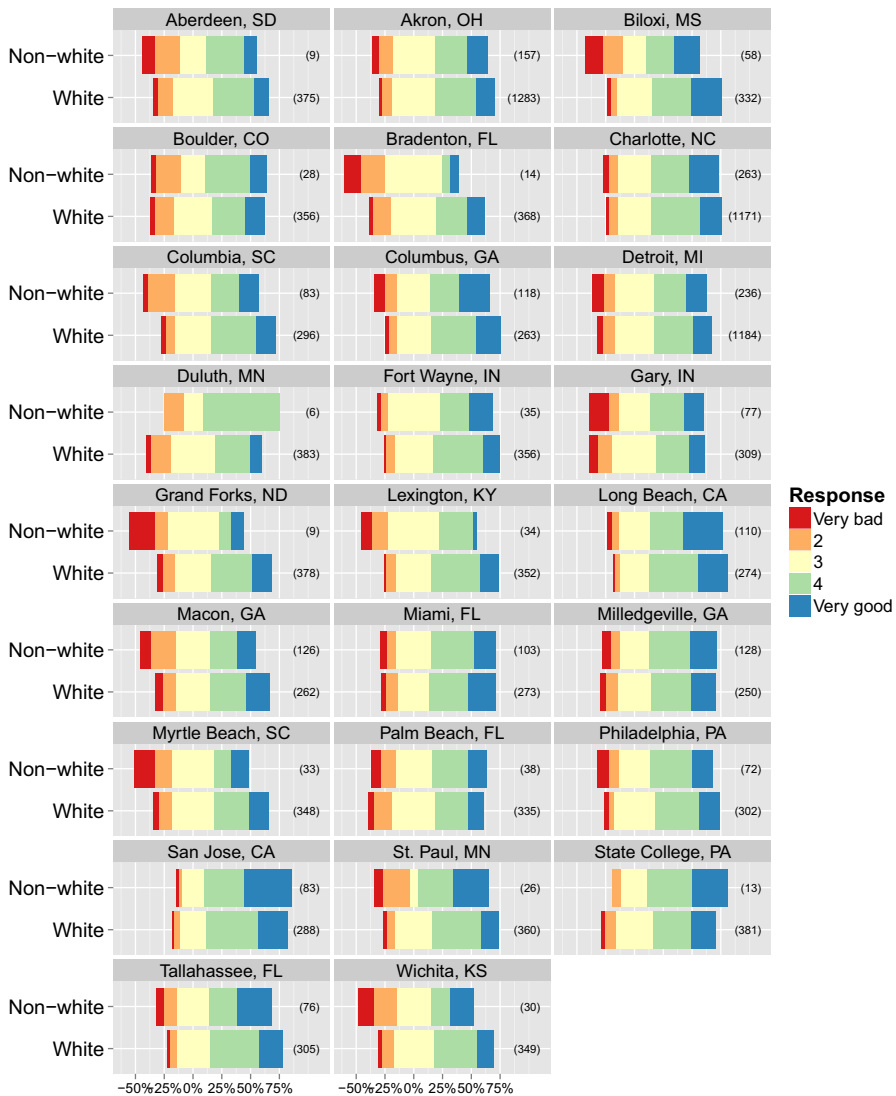 Aberdeen, SD Akron, OH Biloxi, MS
Non-white (9) (157) (58)
White (375) (1283) (332)
Boulder, CO Bradenton, FL Charlotte, NC
Non-white (28) (14) (263)
White (356) (368) (1171)
Columbia, SC Columbus, GA Detroit, MI
Non-white (83) (118) (236)
White (296) (263) (1184)
Duluth, MN Fort Wayne, IN Gary, IN
Non-white (6) (35) (77)
White (383) (356) (309)
Grand Forks, ND Lexington, KY Long Beach, CA
Non-white (9) (34) (110)
White (378) (352) (274)
Macon, GA Miami, FL Milledgeville, GA
Non-white (126) (103) (128)
White (262) (273) (250)
Myrtle Beach, SC Palm Beach, FL Philadelphia, PA
Non-white (33) (38) (72)
White (348) (335) (302)
San Jose, CA St. Paul, MN State College, PA
Non-white (83) (26) (13)
White (288) (360) (381)
Tallahassee, FL Wichita, KS
Non-white (76) (30)
White (305) (349)
−50% −25% 0% 25% 50% 75% −50% −25% 0% 25% 50% 75%
Response
Very bad
2
3
4
Very good